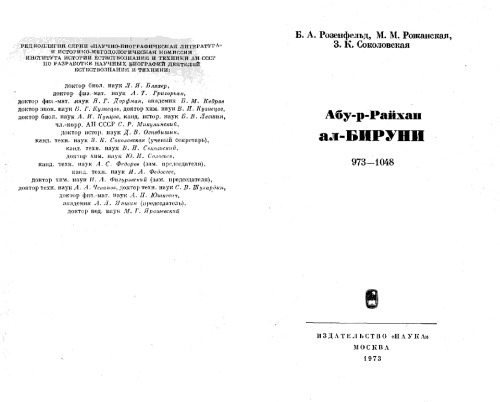 РЕДКОЛЛЕГИЯ СЕРИИ «НАУЧНО-БИОГРАФИЧЕСКАЯ ЛИТЕРАТУРА»
И ИСТОРИКО-МЕТОДОЛОГИЧЕСКАЯ КОМИССИЯ
ИНСТИТУТА ИСТОРИИ ЕСТЕСТВОЗНАНИЯ И ТЕХНИКИ АН СССР
ПО РАЗРАБОТКЕ НАУЧНЫХ БИОГРАФИЙ ДЕЯТЕЛЕЙ
ЕСТЕСТВОЗНАНИЯ И ТЕХНИКИ:
доктор биол. наук Л. Я. Бляхер,
доктор физ.-мат. наук А. Т. Григорьян,
доктор физ.-мат. наук Я. Г. Дорфман, академик Б. М. Кедров,
доктор экон. наук Б. Г. Кузнецов, доктор хим. наук В. И. Кузнецов,
доктор биол. наук А. И. Купцов, канд. истор. наук Б. В. Левшин,
чл.-корр. АН СССР С. Р. Микулинский,
доктор истор. наук Д. В. Ознобишин,
канд. техн. наук З. К. Соколовская (ученый секретарь),
канд. техн. наук В. Н. Сокольский,
доктор хим. наук Ю. И. Соловьев,
канд. техн. наук А. С. Федоров (зам. председателя),
канд. техн. наук И. А. Федосеев,
доктор хим. наук Н. А. Фигуровский (зам. председателя),
доктор техн. наук А. А. Чеканов, доктор техн. наук С. В. Шухардин,
доктор физ.-мат. наук А. П. Юшкевич,
академик А. Л. Яншин (председатель),
доктор пед. наук М. Г. Ярошевский
Б. А. Розенфельд, М. М. Рожанская,
З. К. Соколовская
Абу-р-Райхан
ал-БИРУНИ
973—1048
ИЗДАТЕЛЬСТВО «НАУКА»
МОСКВА
1973